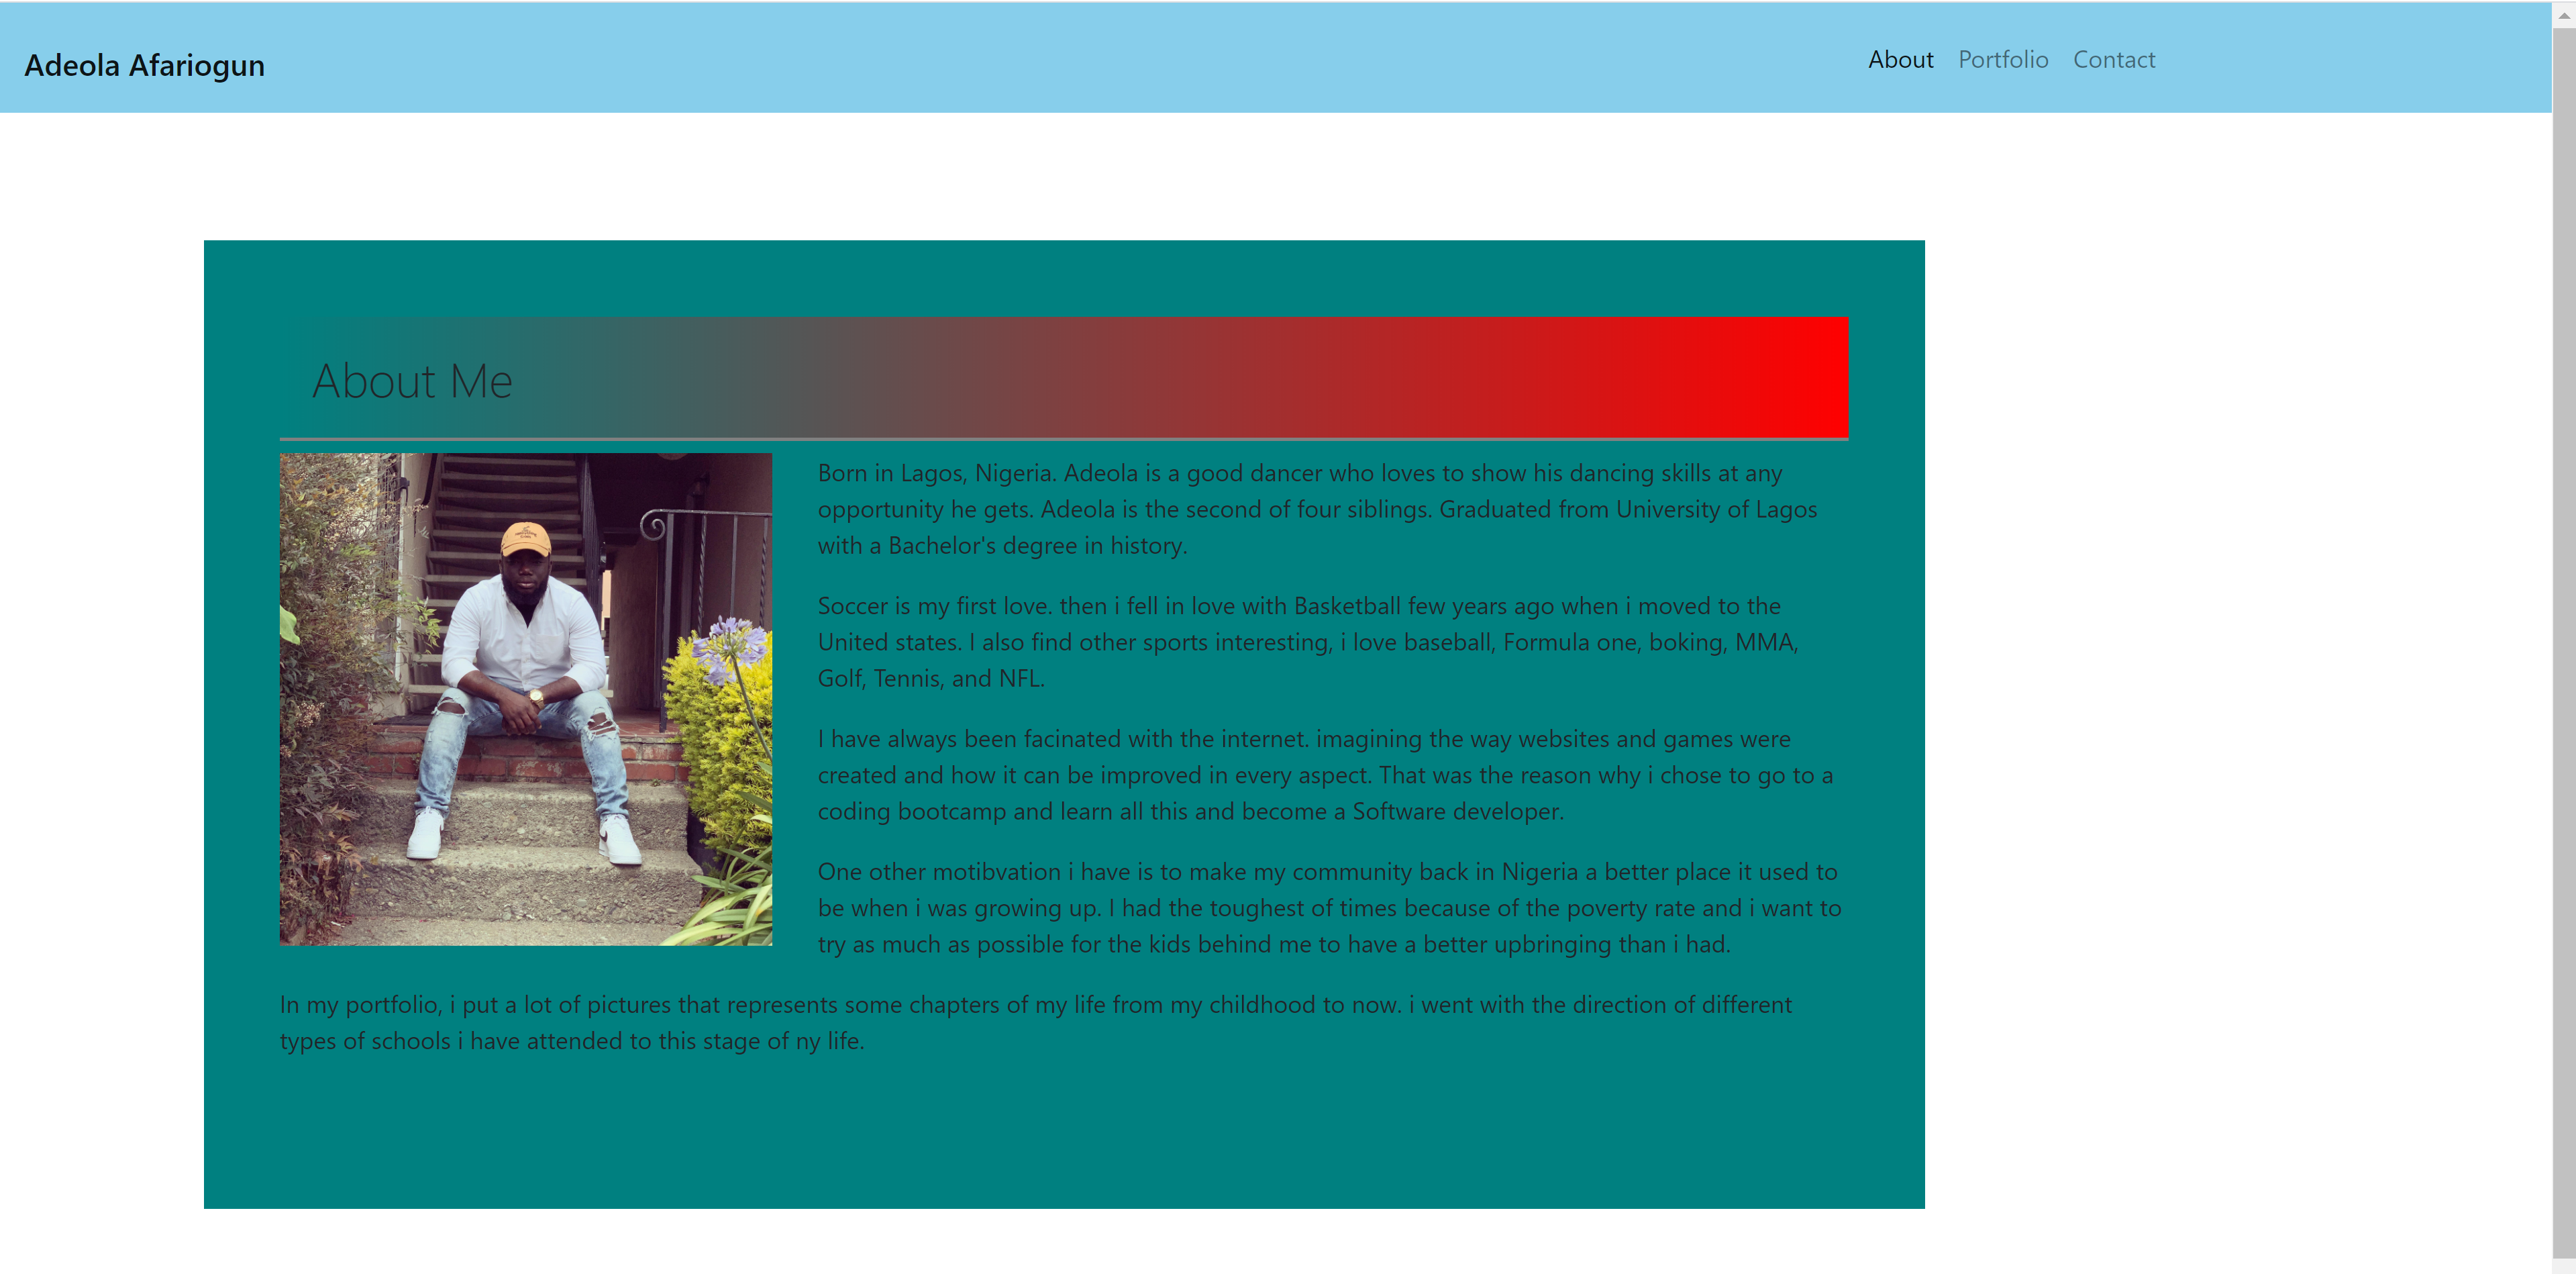 Adeola Afariogun
About Portfolio Contact
About Me
Born in Lagos, Nigeria. Adeola is a good dancer who loves to show his dancing skills at any
opportunity he gets. Adeola is the second of four siblings. Graduated from University of Lagos
with a Bachelor's degree in history.
Soccer is my first love. then i fell in love with Basketball few years ago when i moved to the
United states. I also find other sports interesting, i love baseball, Formula one, boking, MMA,
Golf, Tennis, and NFL.
I have always been facinated with the internet. imagining the way websites and games were
created and how it can be improved in every aspect. That was the reason why i chose to go to a
coding bootcamp and learn all this and become a Software developer.
One other motibvation i have is to make my community back in Nigeria a better place it used to
be when i was growing up. I had the toughest of times because of the poverty rate and i want to
try as much as possible for the kids behind me to have a better upbringing than i had.
In my portfolio, i put a lot of pictures that represents some chapters of my life from my childhood to now. i went with the direction of different
types of schools i have attended to this stage of ny life.